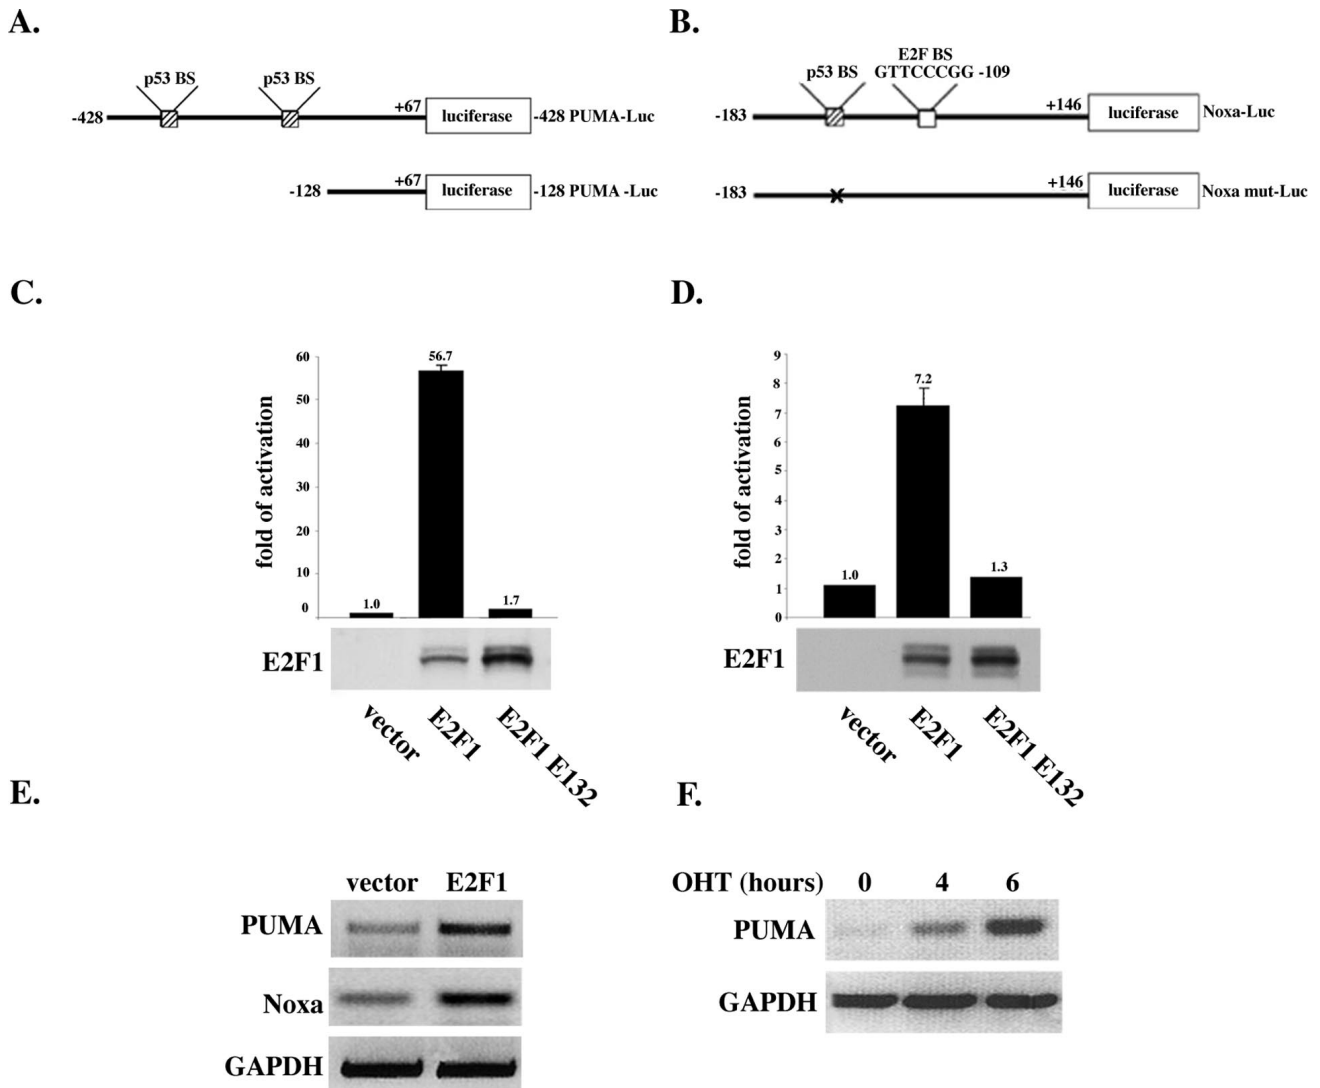 A.
p53 BS
p53 BS
-428
+67
luciferase
-428 PUMA-Luc
-128
+67
luciferase
-128 PUMA -Luc
B.
E2F BS
p53 BS
GTTCCCGG -109
-183
+146
luciferase
Noxa-Luc
-183
+146
luciferase
Noxa mut-Luc
C.
fold of activation
60
50
40
30
20
10
0
1.0
56.7
1.7
E2F1
vector
E2F1
E2F1 E132
D.
fold of activation
9
8
7
6
5
4
3
2
1
0
1.0
7.2
1.3
E2F1
vector
E2F1
E2F1 E132
E.
vector E2F1
PUMA
Noxa
GAPDH
F.
OHT (hours) 0 4 6
PUMA
GAPDH